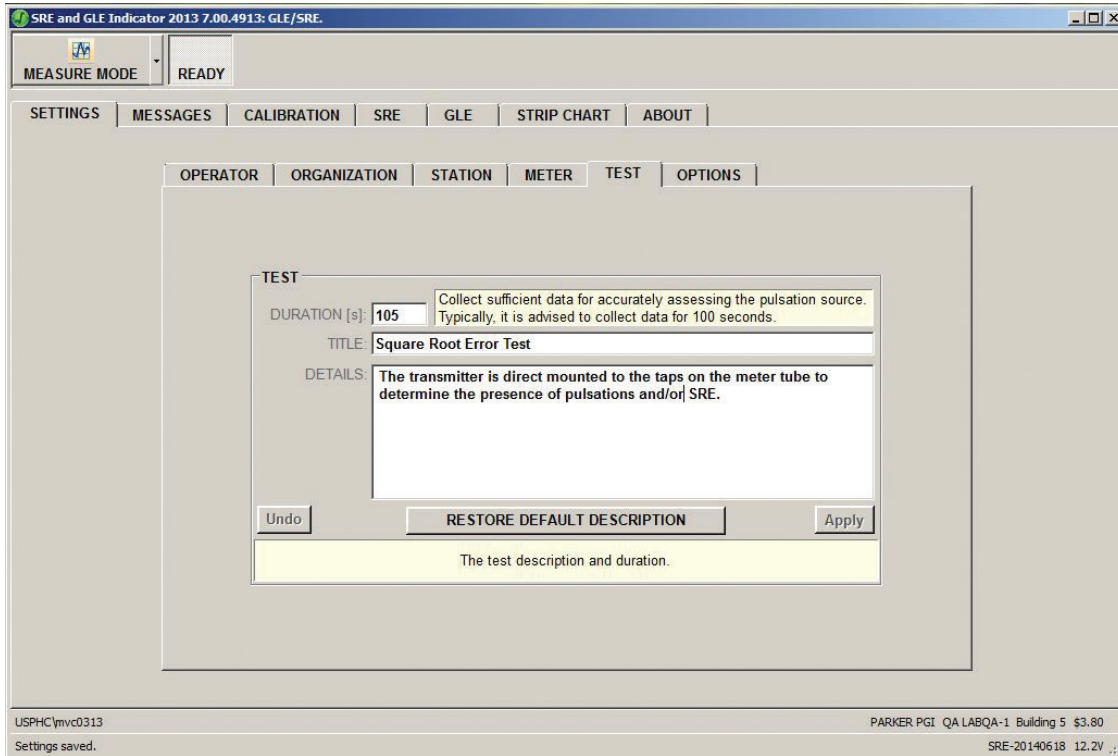 SRE and GLE Indicator 2013 7.00.4913: GLE/SRE.
MEASURE MODE
READY
SETTINGS MESSAGES CALIBRATION SRE GLE STRIP CHART ABOUT
OPERATOR ORGANIZATION STATION METER TEST OPTIONS
TEST
DURATION [s]: 105
Collect sufficient data for accurately assessing the pulsation source.
Typically, it is advised to collect data for 100 seconds.
TITLE: Square Root Error Test
DETAILS: The transmitter is direct mounted to the taps on the meter tube to
determine the presence of pulsations and/or SRE.
Undo RESTORE DEFAULT DESCRIPTION Apply
The test description and duration.
USPHC\mvc0313 PARKER PGI QA LABQA-1 Building 5 $3.80
Settings saved. SRE-20140618 12.2V